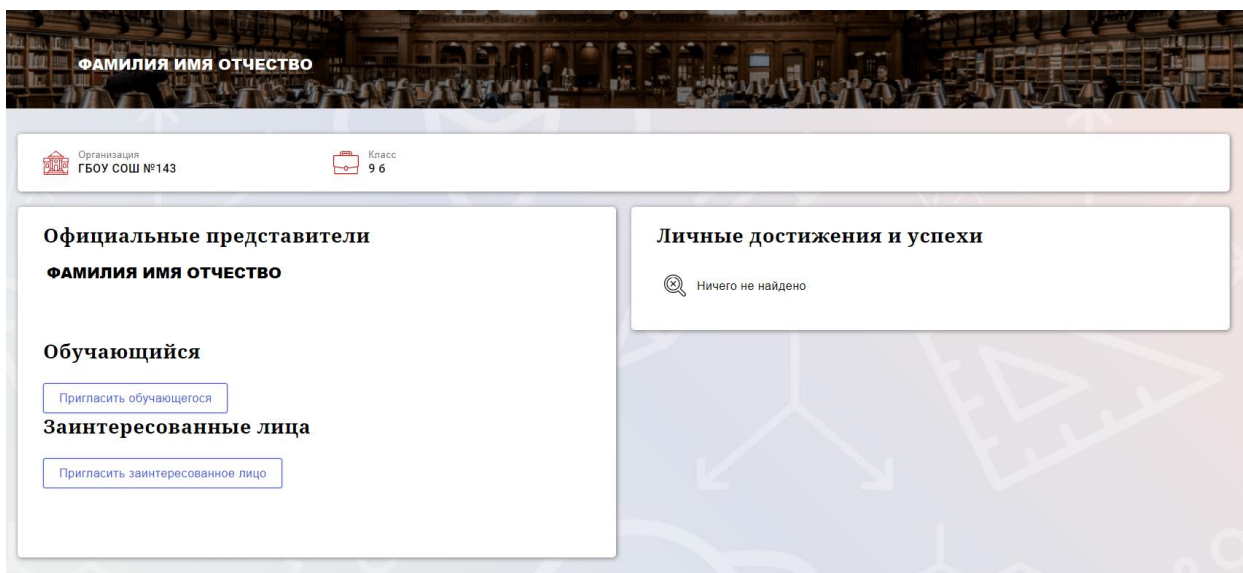 ФАМИЛИЯ ИМЯ ОТЧЕСТВО
Организация
ГБОУ СОШ №143
Класс
9 б
Официальные представители
ФАМИЛИЯ ИМЯ ОТЧЕСТВО
Обучающийся
Пригласить обучающегося
Заинтересованные лица
Пригласить заинтересованное лицо
Личные достижения и успехи
Ничего не найдено